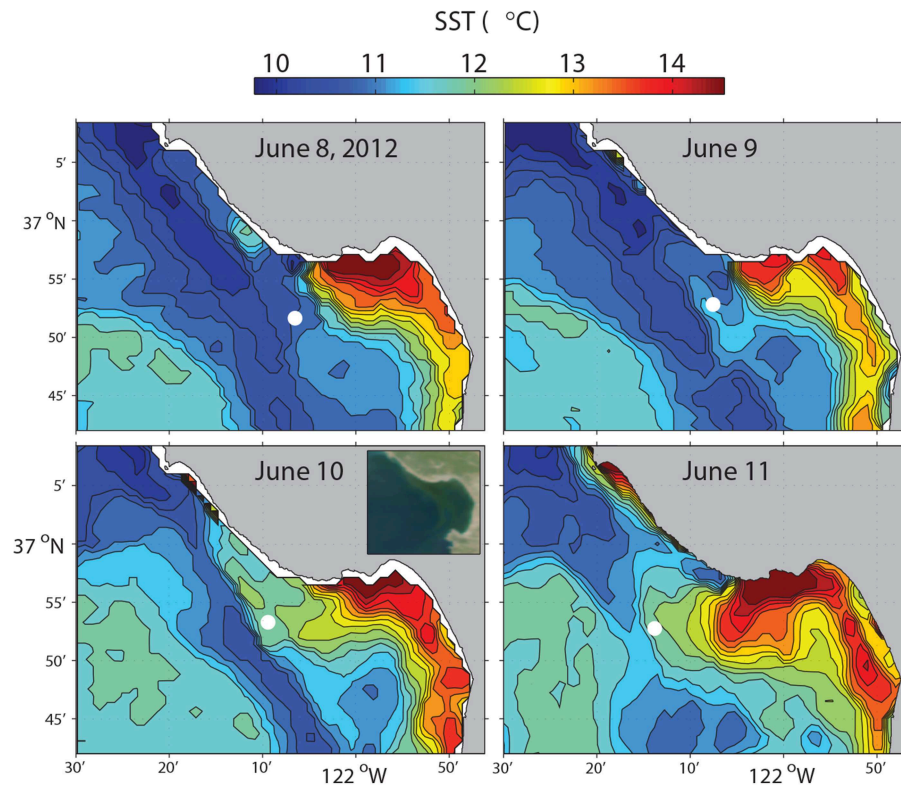 SST ( °C)
10 11 12 13 14
June 8, 2012
June 9
5′
37 °N
55′
50′
45′
June 10
June 11
5′
37 °N
55′
50′
45′
30′ 20′ 10′ 122 °W 50′
30′ 20′ 10′ 122 °W 50′